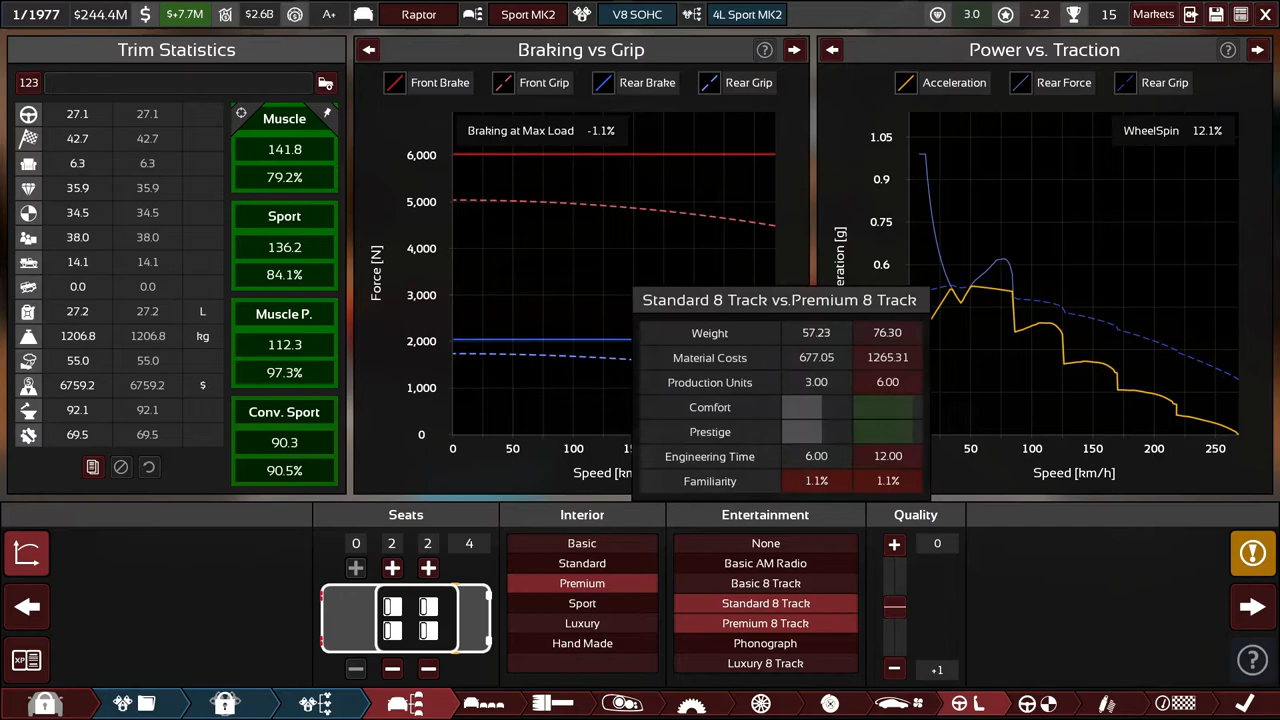 1/1977 $244.4M $ +$7.7M $2.6B A+ Raptor Sport MK2 V8 SOHC 4L Sport MK2 3.0 -2.2 15 Markets
Trim Statistics
123
27.1 27.1
42.7 42.7
6.3 6.3
35.9 35.9
34.5 34.5
38.0 38.0
14.1 14.1
0.0 0.0
27.2 27.2 L
1206.8 1206.8 kg
55.0 55.0
6759.2 6759.2 $
92.1 92.1
69.5 69.5
Muscle
141.8
79.2%
Sport
136.2
84.1%
Muscle P.
112.3
97.3%
Conv. Sport
90.3
90.5%
Braking vs Grip ?
Front Brake Front Grip Rear Brake Rear Grip
Braking at Max Load -1.1%
6,000
5,000
4,000
3,000
2,000
1,000
0
Force [N]
0 50 100
Speed [km
Power vs. Traction ?
Acceleration Rear Force Rear Grip
WheelSpin 12.1%
1.05
0.9
0.75
0.6
eration [g]
50 100 150 200 250
Speed [km/h]
Standard 8 Track vs.Premium 8 Track
Weight 57.23 76.30
Material Costs 677.05 1265.31
Production Units 3.00 6.00
Comfort
Prestige
Engineering Time 6.00 12.00
Familiarity 1.1% 1.1%
Seats
0 2 2 4
Interior
Basic
Standard
Premium
Sport
Luxury
Hand Made
Entertainment
None
Basic AM Radio
Basic 8 Track
Standard 8 Track
Premium 8 Track
Phonograph
Luxury 8 Track
Quality
0
+1
XP
?